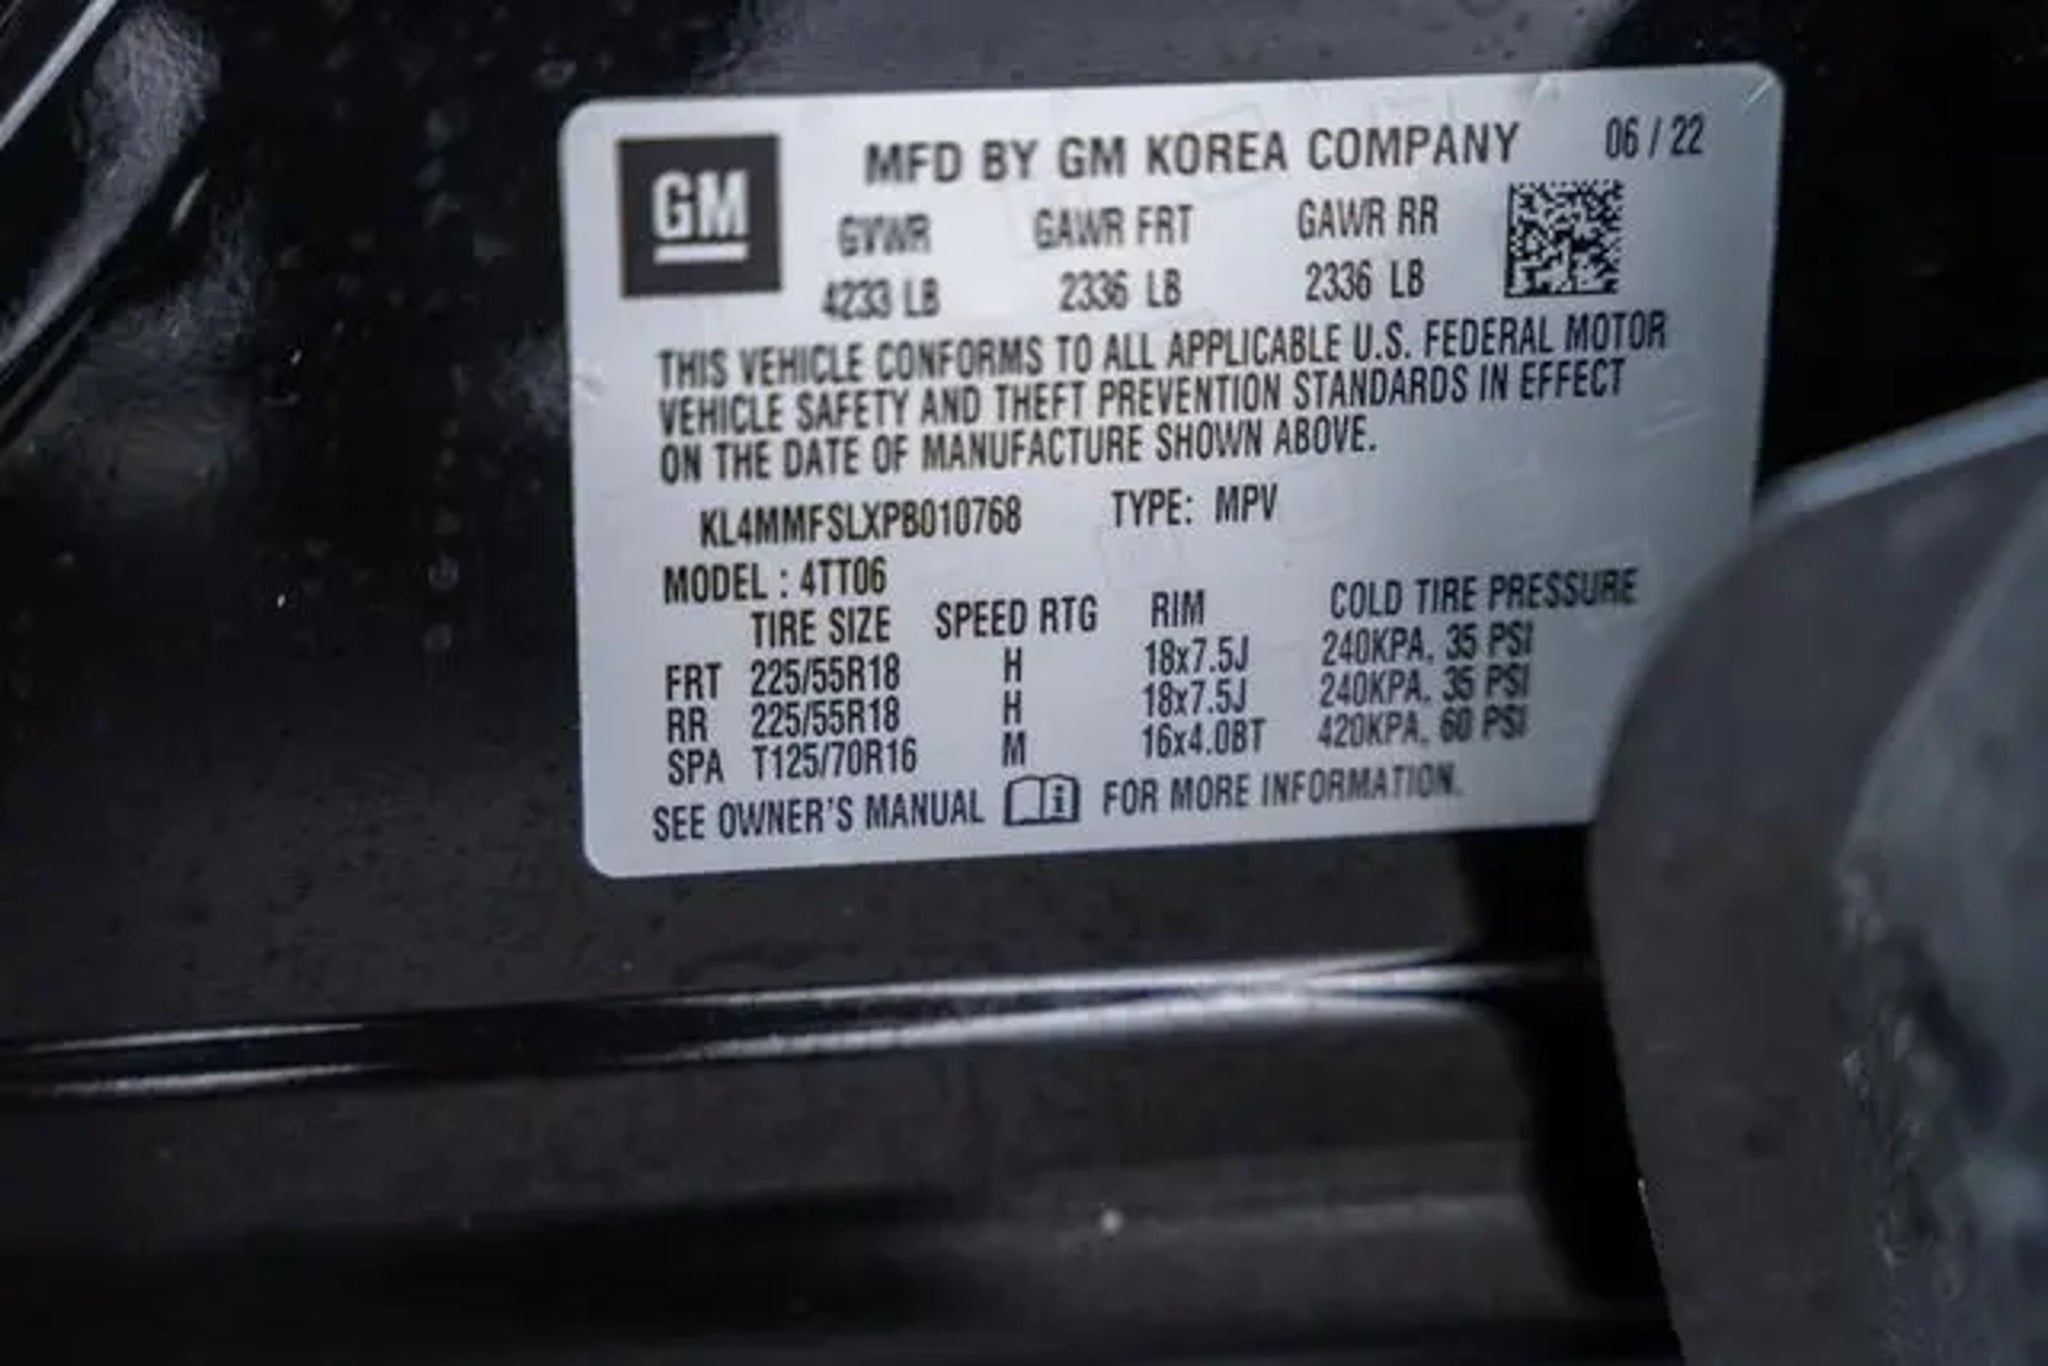 GM
MFD BY GM KOREA COMPANY 06 / 22
GVWR GAWR FRT GAWR RR
4233 LB 2336 LB 2336 LB
THIS VEHICLE CONFORMS TO ALL APPLICABLE U.S. FEDERAL MOTOR
VEHICLE SAFETY AND THEFT PREVENTION STANDARDS IN EFFECT
ON THE DATE OF MANUFACTURE SHOWN ABOVE.
KL4MMFSLXPB010768 TYPE: MPV
MODEL : 4TT06
TIRE SIZE SPEED RTG RIM COLD TIRE PRESSURE
FRT 225/55R18 H 18x7.5J 240KPA, 35 PSI
RR 225/55R18 H 18x7.5J 240KPA, 35 PSI
SPA T125/70R16 M 16x4.0BT 420KPA, 60 PSI
SEE OWNER'S MANUAL FOR MORE INFORMATION.